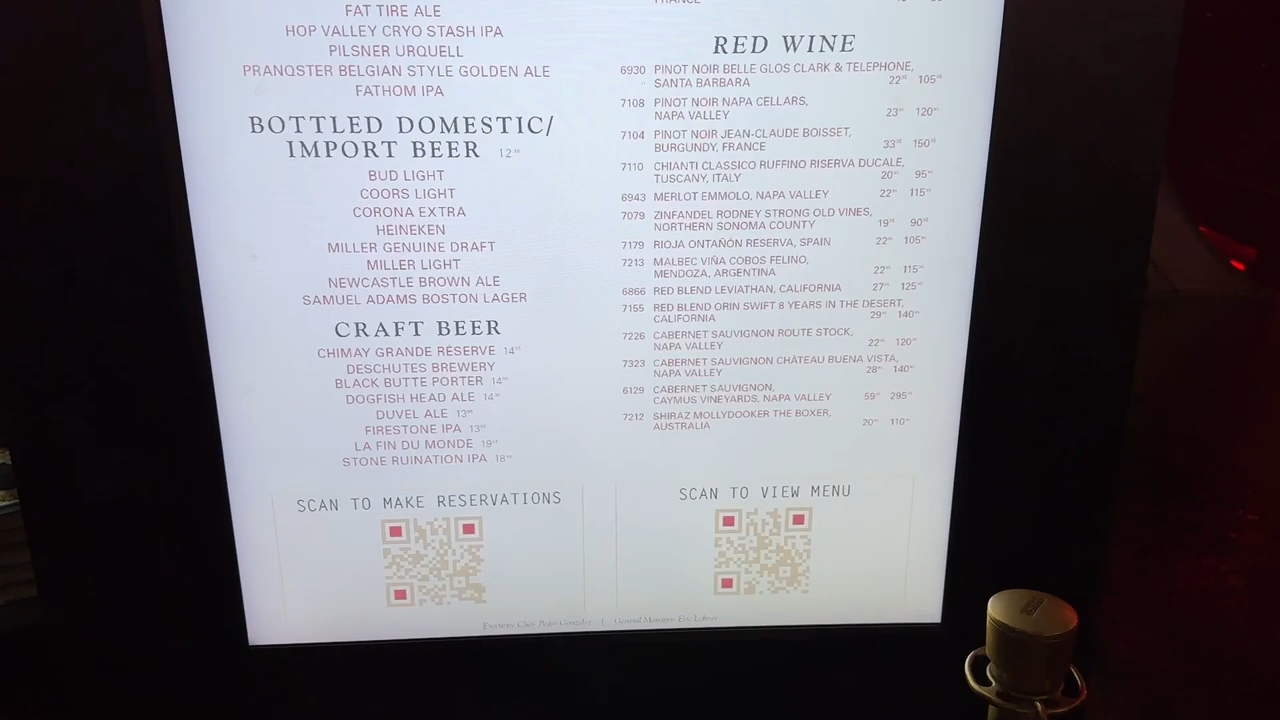 FAT TIRE ALE
HOP VALLEY CRYO STASH IPA
PILSNER URQUELL
PRANQSTER BELGIAN STYLE GOLDEN ALE
FATHOM IPA
BOTTLED DOMESTIC/
IMPORT BEER 12
BUD LIGHT
COORS LIGHT
CORONA EXTRA
HEINEKEN
MILLER GENUINE DRAFT
MILLER LIGHT
NEWCASTLE BROWN ALE
SAMUEL ADAMS BOSTON LAGER
CRAFT BEER
CHIMAY GRANDE RÉSERVE 14
DESCHUTES BREWERY
BLACK BUTTE PORTER 14
DOGFISH HEAD ALE 14
DUVEL ALE 13
FIRESTONE IPA 13
LA FIN DU MONDE 19
STONE RUINATION IPA 18
FRANCE
RED WINE
6930 PINOT NOIR BELLE GLOS CLARK & TELEPHONE,
SANTA BARBARA 22 105
7108 PINOT NOIR NAPA CELLARS,
NAPA VALLEY 23 120
7104 PINOT NOIR JEAN-CLAUDE BOISSET,
BURGUNDY, FRANCE 33 150
7110 CHIANTI CLASSICO RUFFINO RISERVA DUCALE,
TUSCANY, ITALY 20 95
6943 MERLOT EMMOLO, NAPA VALLEY 22 115
7079 ZINFANDEL RODNEY STRONG OLD VINES,
NORTHERN SONOMA COUNTY 19 90
7179 RIOJA ONTAÑÓN RESERVA, SPAIN 22 105
7213 MALBEC VIÑA COBOS FELINO,
MENDOZA, ARGENTINA 22 115
6866 RED BLEND LEVIATHAN, CALIFORNIA 27 125
7155 RED BLEND ORIN SWIFT 8 YEARS IN THE DESERT,
CALIFORNIA 29 140
7226 CABERNET SAUVIGNON ROUTE STOCK,
NAPA VALLEY 22 120
7323 CABERNET SAUVIGNON CHÂTEAU BUENA VISTA,
NAPA VALLEY 28 140
6129 CABERNET SAUVIGNON,
CAYMUS VINEYARDS, NAPA VALLEY 59 295
7212 SHIRAZ MOLLYDOOKER THE BOXER,
AUSTRALIA 20 110
SCAN TO MAKE RESERVATIONS
SCAN TO VIEW MENU
Executive Chef: Pedro Gonzalez | General Manager: Eric